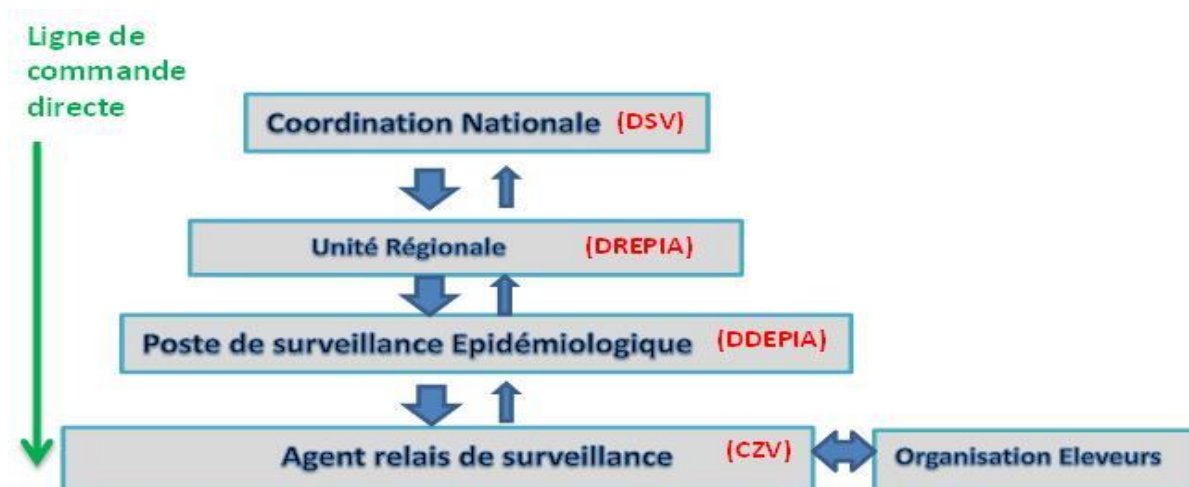 Ligne de
commande
directe
Coordination Nationale (DSV)
Unité Régionale (DREPIA)
Poste de surveillance Epidémiologique (DDEPIA)
Agent relais de surveillance (CZV)
Organisation Eleveurs